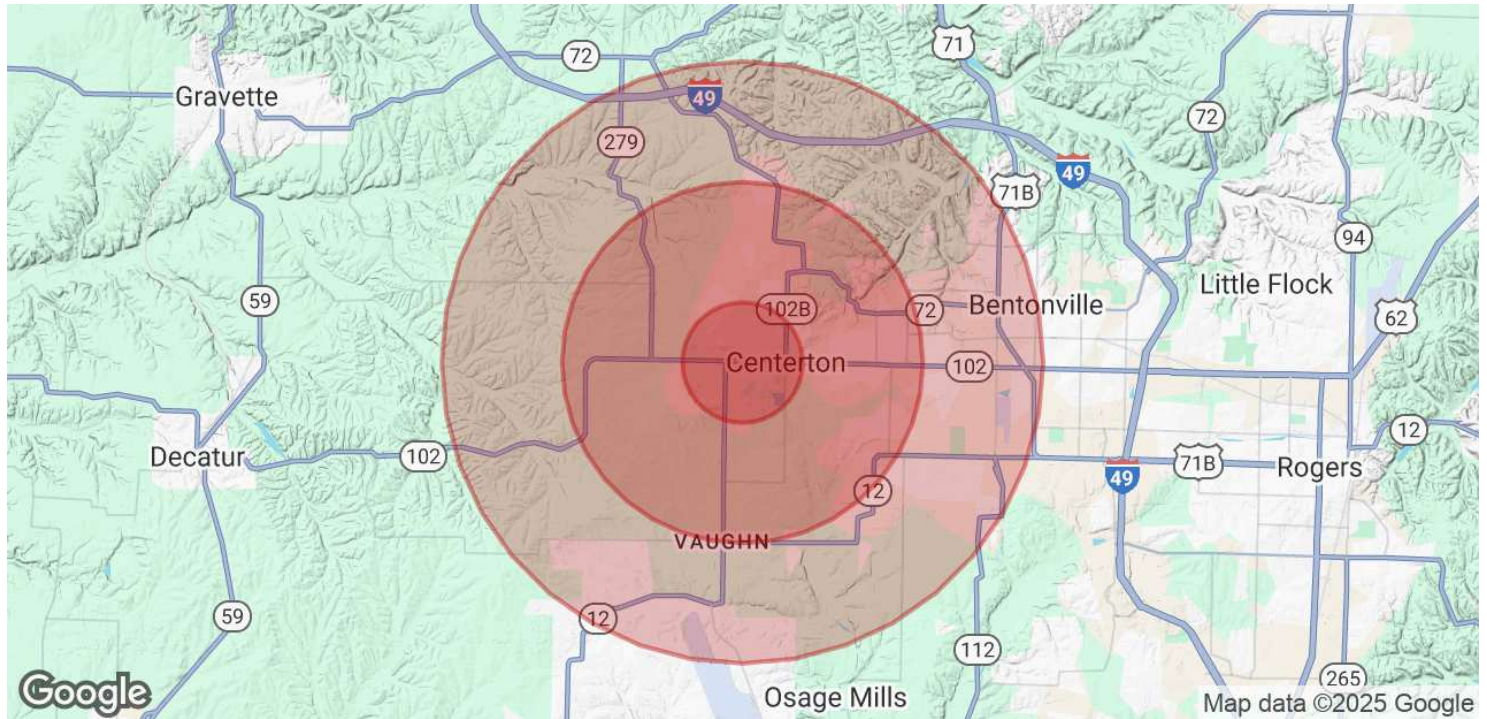 71
72
49
Gravette
72
279
94
49
71B
Little Flock
59
Bentonville
102B
72
62
Centerton
102
12
Decatur
102
71B
Rogers
49
12
VAUGHN
59
12
112
265
Google
Osage Mills
Map data ©2025 Google